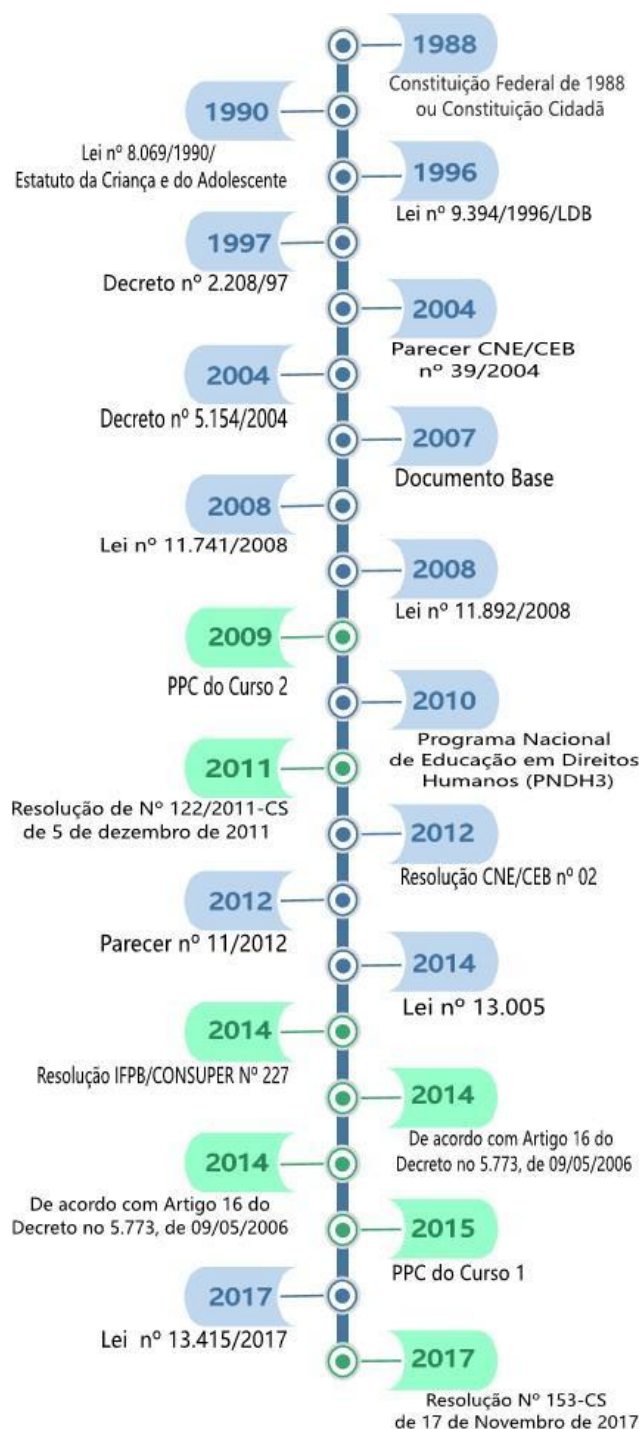 1988
Constituição Federal de 1988
ou Constituição Cidadã
1990
Lei nº 8.069/1990/
Estatuto da Criança e do Adolescente
1996
Lei nº 9.394/1996/LDB
1997
Decreto nº 2.208/97
2004
Parecer CNE/CEB
nº 39/2004
2004
Decreto nº 5.154/2004
2007
Documento Base
2008
Lei nº 11.741/2008
2008
Lei nº 11.892/2008
2009
PPC do Curso 2
2010
Programa Nacional
de Educação em Direitos
Humanos (PNDH3)
2011
Resolução de Nº 122/2011-CS
de 5 de dezembro de 2011
2012
Resolução CNE/CEB nº 02
2012
Parecer nº 11/2012
2014
Lei nº 13.005
2014
Resolução IFPB/CONSUPER Nº 227
2014
De acordo com Artigo 16 do
Decreto no 5.773, de 09/05/2006
2014
De acordo com Artigo 16 do
Decreto no 5.773, de 09/05/2006
2015
PPC do Curso 1
2017
Lei nº 13.415/2017
2017
Resolução Nº 153-CS
de 17 de Novembro de 2017